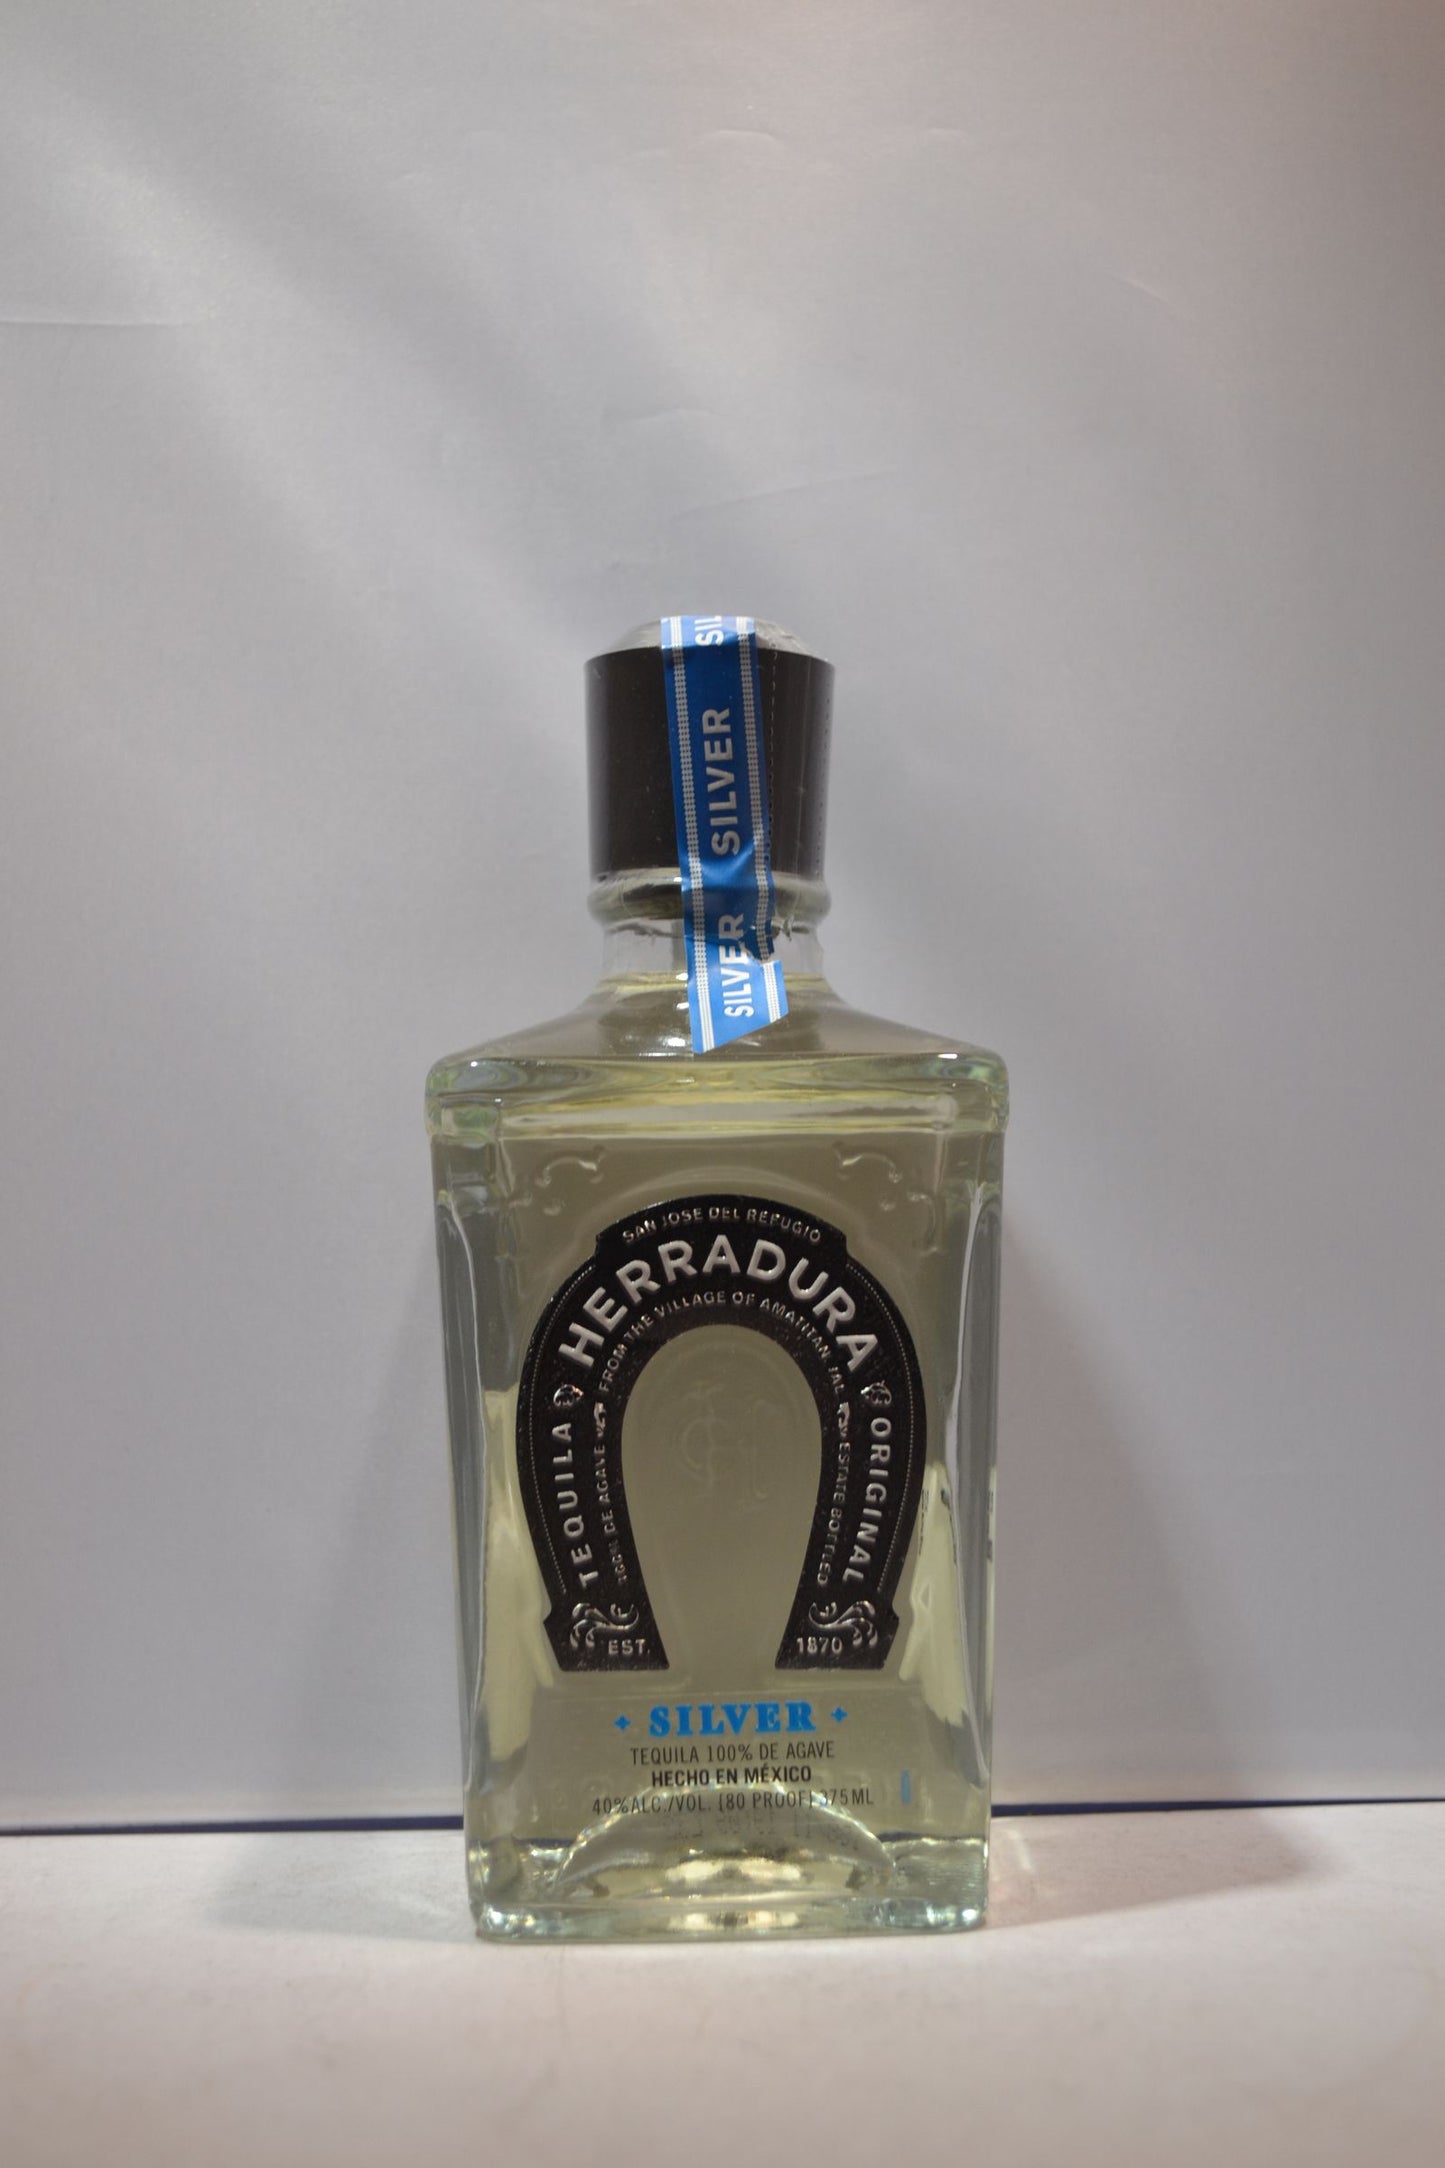 SIL
SILVER
SILVER
SAN JOSE DEL REFUGIO
HERRADURA
FROM THE VILLAGE OF AMATITAN, JAL
TEQUILA
100% DE AGAVE
ESTATE BOTTLED
ORIGINAL
EST.
1870
SILVER
TEQUILA 100% DE AGAVE
HECHO EN MÉXICO
40%ALC./VOL. (80 PROOF) 375ML